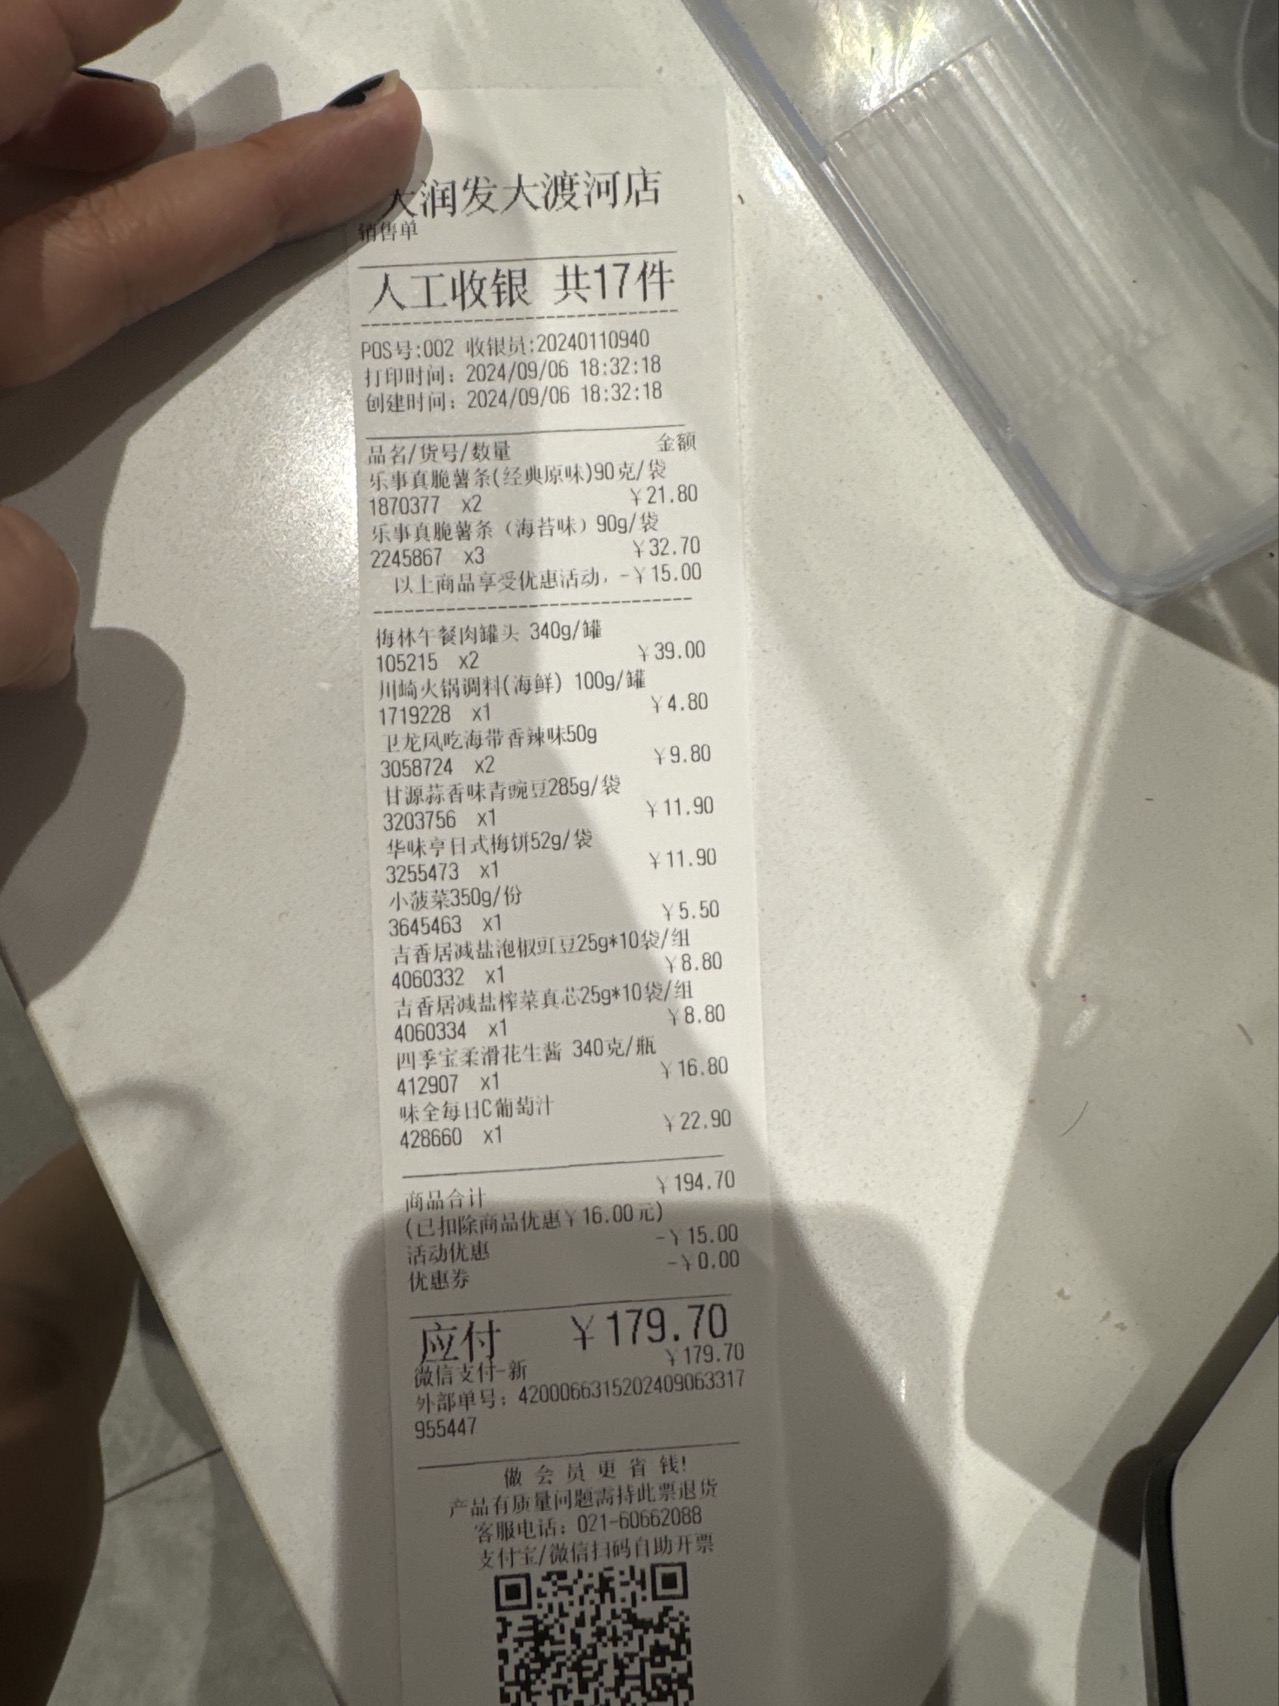 大润发大渡河店
销售单
人工收银 共17件
POS号:002 收银员:20240110940
打印时间: 2024/09/06 18:32:18
创建时间: 2024/09/06 18:32:18
品名/货号/数量 金额
乐事真脆薯条(经典原味)90克/袋
1870377 x2 ¥21.80
乐事真脆薯条（海苔味）90g/袋
2245867 x3 ¥32.70
以上商品享受优惠活动, -¥15.00
梅林午餐肉罐头 340g/罐
105215 x2 ¥39.00
川崎火锅调料(海鲜) 100g/罐
1719228 x1 ¥4.80
卫龙风吃海带香辣味50g
3058724 x2 ¥9.80
甘源蒜香味青豌豆285g/袋
3203756 x1 ¥11.90
华味亨日式梅饼52g/袋
3255473 x1 ¥11.90
小菠菜350g/份
3645463 x1 ¥5.50
吉香居减盐泡椒豇豆25g*10袋/组
4060332 x1 ¥8.80
吉香居减盐榨菜真芯25g*10袋/组
4060334 x1 ¥8.80
四季宝柔滑花生酱 340克/瓶
412907 x1 ¥16.80
味全每日C葡萄汁
428660 x1 ¥22.90
商品合计 ¥194.70
(已扣除商品优惠¥16.00元)
活动优惠 -¥15.00
优惠券 -¥0.00
应付 ¥179.70
微信支付-新 ¥179.70
外部单号: 4200066315202409063317
955447
做 会 员 更 省 钱!
产品有质量问题需持此票退货
客服电话: 021-60662088
支付宝/微信扫码自助开票